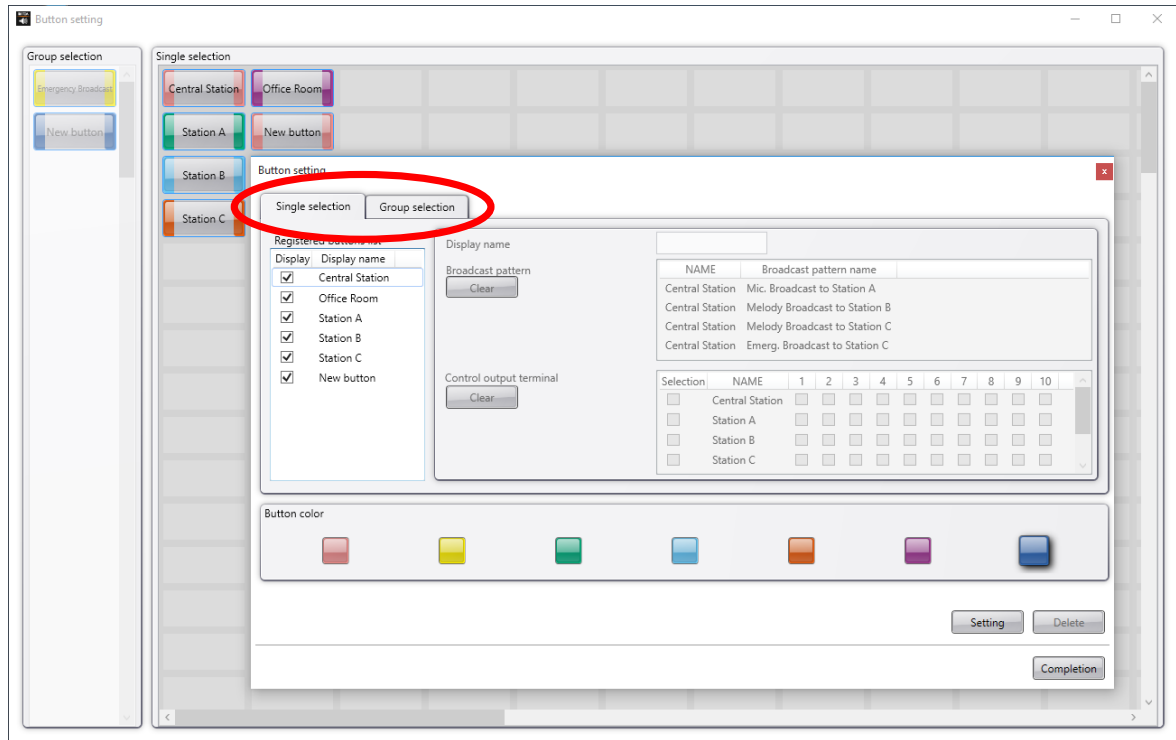 Button setting
Group selection
Single selection
Emergency.Broadcast
Central Station
Office Room
New button
Station A
New button
Station B
Station C
Button setting
Single selection
Group selection
Registered buttons list
Display
Display name
Central Station
Office Room
Station A
Station B
Station C
New button
Display name
Broadcast pattern
Clear
NAME
Broadcast pattern name
Central Station Mic. Broadcast to Station A
Central Station Melody Broadcast to Station B
Central Station Melody Broadcast to Station C
Central Station Emerg. Broadcast to Station C
Control output terminal
Clear
Selection NAME 1 2 3 4 5 6 7 8 9 10
Central Station
Station A
Station B
Station C
Button color
Setting
Delete
Completion